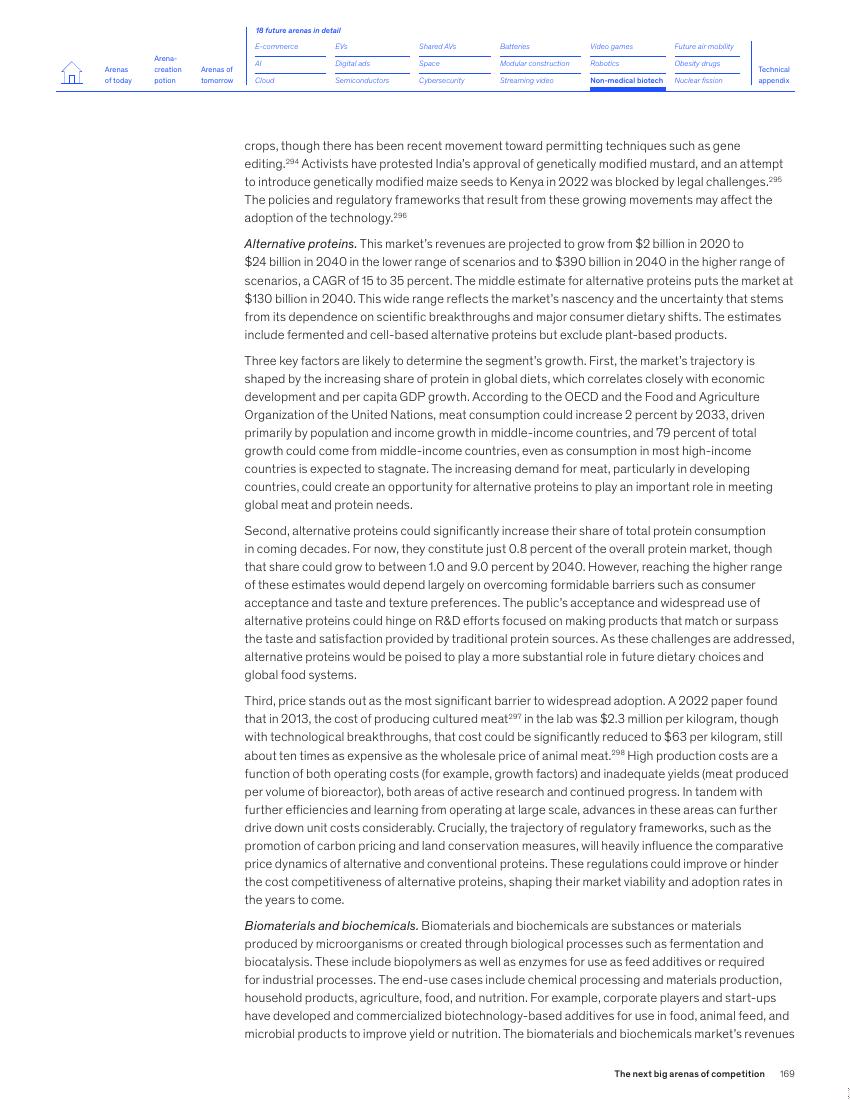 18 future arenas in detail
Arenas of today
Arena-creation potion
Arenas of tomorrow
E-commerce EVs Shared AVs Batteries Video games Future air mobility
AI Digital ads Space Modular construction Robotics Obesity drugs
Cloud Semiconductors Cybersecurity Streaming video Non-medical biotech Nuclear fission
Technical appendix
crops, though there has been recent movement toward permitting techniques such as gene
editing.294 Activists have protested India's approval of genetically modified mustard, and an attempt
to introduce genetically modified maize seeds to Kenya in 2022 was blocked by legal challenges.295
The policies and regulatory frameworks that result from these growing movements may affect the
adoption of the technology.296
Alternative proteins. This market's revenues are projected to grow from $2 billion in 2020 to
$24 billion in 2040 in the lower range of scenarios and to $390 billion in 2040 in the higher range of
scenarios, a CAGR of 15 to 35 percent. The middle estimate for alternative proteins puts the market at
$130 billion in 2040. This wide range reflects the market's nascency and the uncertainty that stems
from its dependence on scientific breakthroughs and major consumer dietary shifts. The estimates
include fermented and cell-based alternative proteins but exclude plant-based products.
Three key factors are likely to determine the segment's growth. First, the market's trajectory is
shaped by the increasing share of protein in global diets, which correlates closely with economic
development and per capita GDP growth. According to the OECD and the Food and Agriculture
Organization of the United Nations, meat consumption could increase 2 percent by 2033, driven
primarily by population and income growth in middle-income countries, and 79 percent of total
growth could come from middle-income countries, even as consumption in most high-income
countries is expected to stagnate. The increasing demand for meat, particularly in developing
countries, could create an opportunity for alternative proteins to play an important role in meeting
global meat and protein needs.
Second, alternative proteins could significantly increase their share of total protein consumption
in coming decades. For now, they constitute just 0.8 percent of the overall protein market, though
that share could grow to between 1.0 and 9.0 percent by 2040. However, reaching the higher range
of these estimates would depend largely on overcoming formidable barriers such as consumer
acceptance and taste and texture preferences. The public's acceptance and widespread use of
alternative proteins could hinge on R&D efforts focused on making products that match or surpass
the taste and satisfaction provided by traditional protein sources. As these challenges are addressed,
alternative proteins would be poised to play a more substantial role in future dietary choices and
global food systems.
Third, price stands out as the most significant barrier to widespread adoption. A 2022 paper found
that in 2013, the cost of producing cultured meat297 in the lab was $2.3 million per kilogram, though
with technological breakthroughs, that cost could be significantly reduced to $63 per kilogram, still
about ten times as expensive as the wholesale price of animal meat.298 High production costs are a
function of both operating costs (for example, growth factors) and inadequate yields (meat produced
per volume of bioreactor), both areas of active research and continued progress. In tandem with
further efficiencies and learning from operating at large scale, advances in these areas can further
drive down unit costs considerably. Crucially, the trajectory of regulatory frameworks, such as the
promotion of carbon pricing and land conservation measures, will heavily influence the comparative
price dynamics of alternative and conventional proteins. These regulations could improve or hinder
the cost competitiveness of alternative proteins, shaping their market viability and adoption rates in
the years to come.
Biomaterials and biochemicals. Biomaterials and biochemicals are substances or materials
produced by microorganisms or created through biological processes such as fermentation and
biocatalysis. These include biopolymers as well as enzymes for use as feed additives or required
for industrial processes. The end-use cases include chemical processing and materials production,
household products, agriculture, food, and nutrition. For example, corporate players and start-ups
have developed and commercialized biotechnology-based additives for use in food, animal feed, and
microbial products to improve yield or nutrition. The biomaterials and biochemicals market's revenues
The next big arenas of competition 169